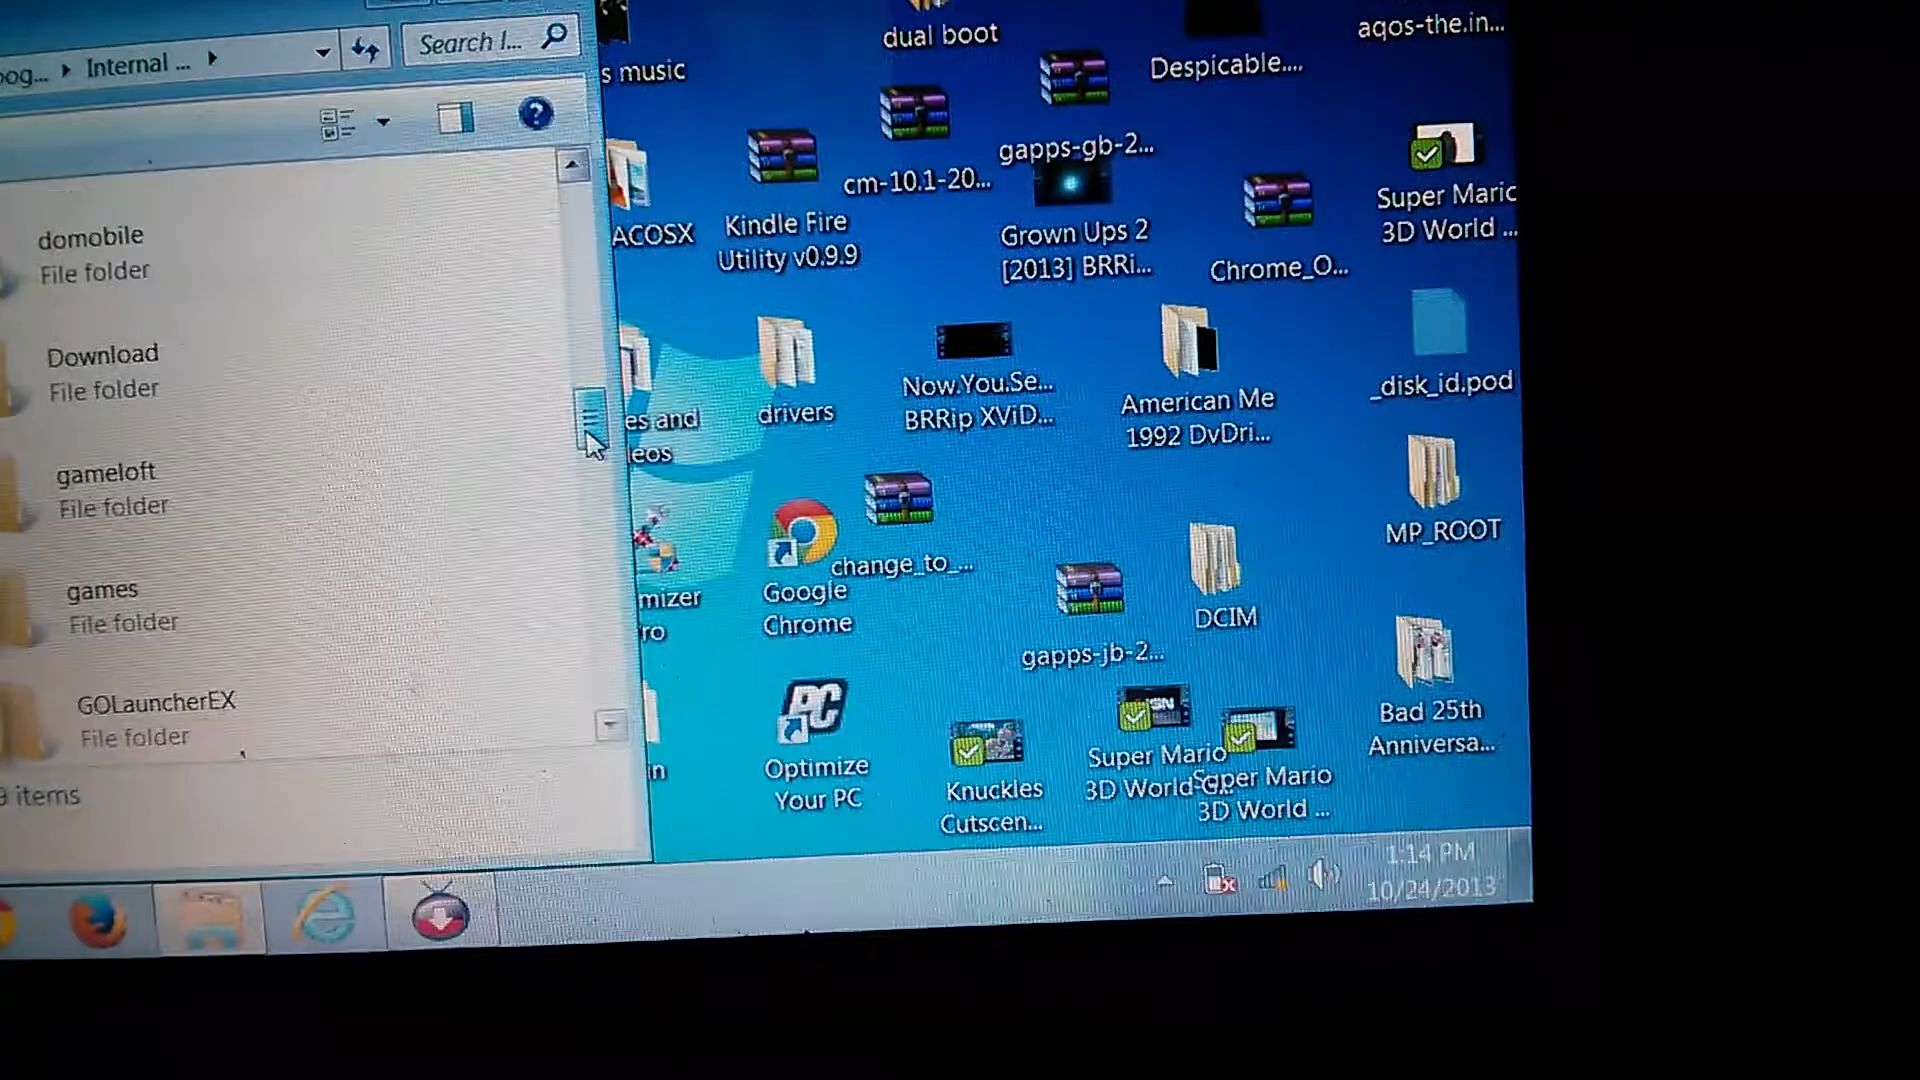 Internal ...
Search I...
domobile
File folder
Download
File folder
gameloft
File folder
games
File folder
GOLauncherEX
File folder
items
s music
dual boot
Despicable....
aqos-the.in...
ACOSX
Kindle Fire
Utility v0.9.9
cm-10.1-20...
gapps-gb-2...
Grown Ups 2
[2013] BRRi...
Chrome_O...
Super Mario
3D World ...
es and
eos
drivers
Now.You.Se...
BRRip XViD...
American Me
1992 DvDri...
_disk_id.pod
mizer
ro
Google
Chrome
change_to_...
gapps-jb-2...
DCIM
MP_ROOT
in
PC
Optimize
Your PC
Knuckles
Cutscen...
Super Mario
3D World
Super Mario
3D World ...
Bad 25th
Anniversa...
1:14 PM
10/24/2013